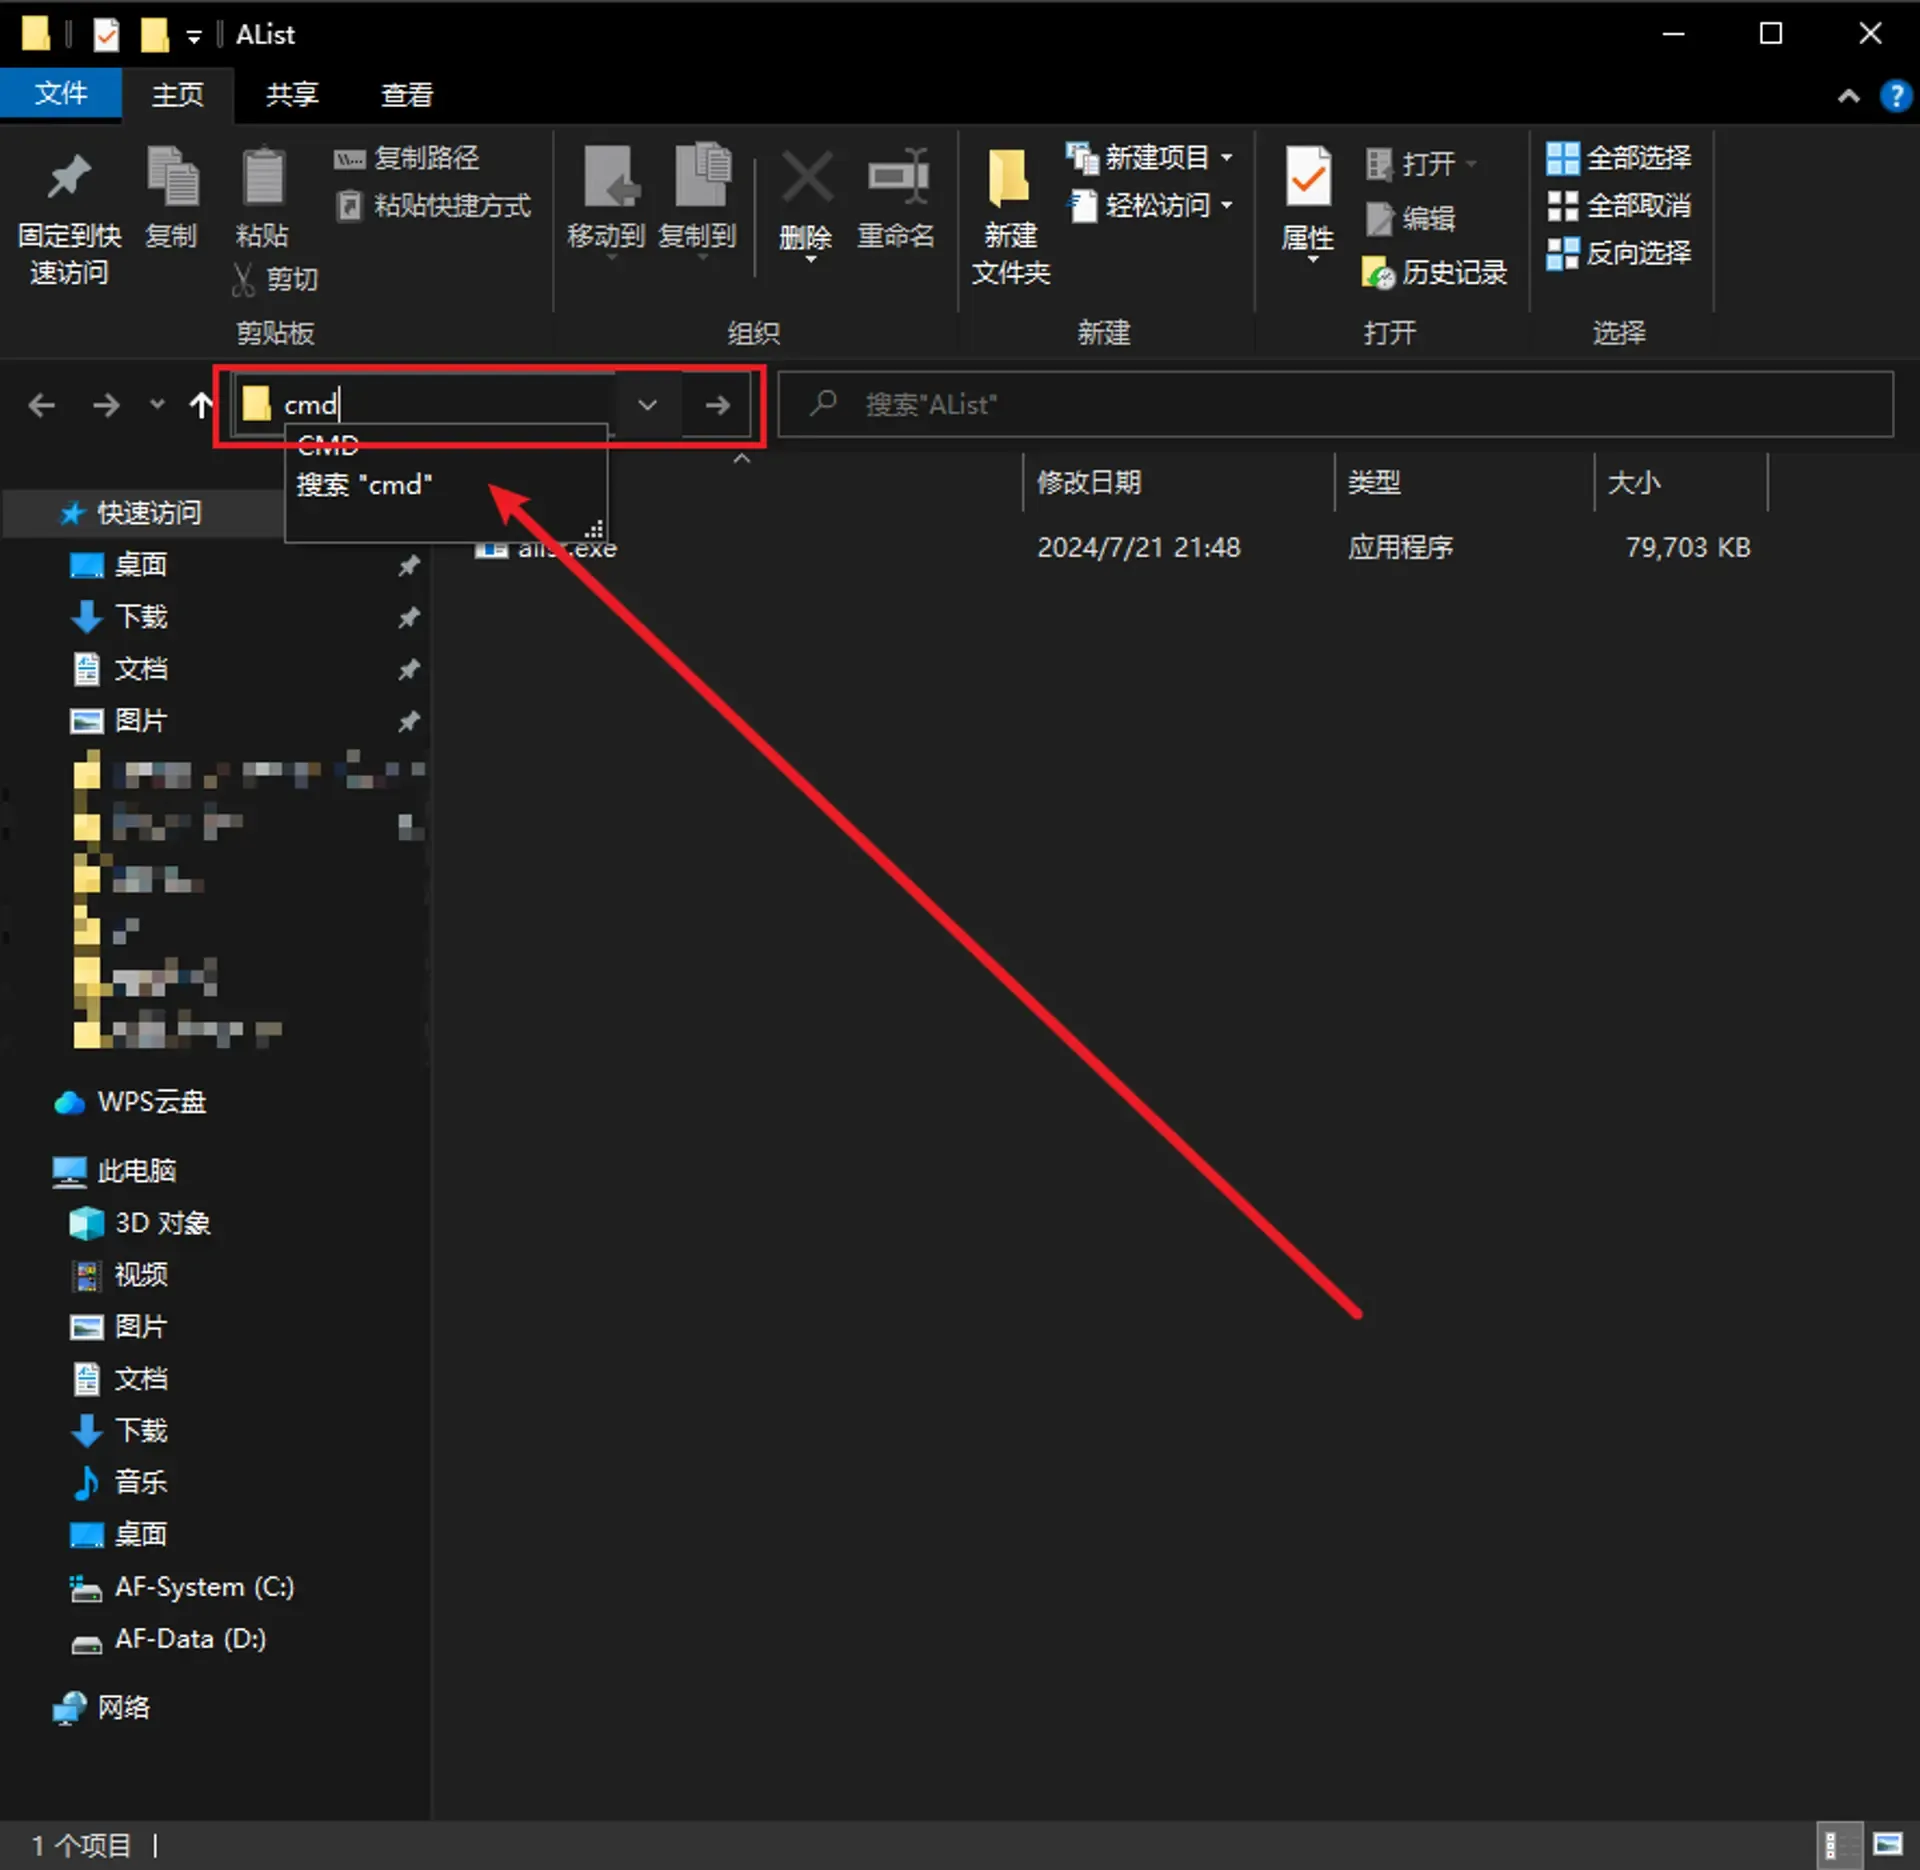 AList
文件
主页
共享
查看
固定到快
速访问
复制
粘贴
复制路径
粘贴快捷方式
剪切
剪贴板
移动到
复制到
删除
重命名
组织
新建
文件夹
新建项目
轻松访问
新建
属性
打开
编辑
历史记录
打开
全部选择
全部取消
反向选择
选择
cmd
搜索"AList"
CMD
搜索 "cmd"
修改日期
类型
大小
alist.exe
2024/7/21 21:48
应用程序
79,703 KB
快速访问
桌面
下载
文档
图片
WPS云盘
此电脑
3D 对象
视频
图片
文档
下载
音乐
桌面
AF-System (C:)
AF-Data (D:)
网络
1 个项目